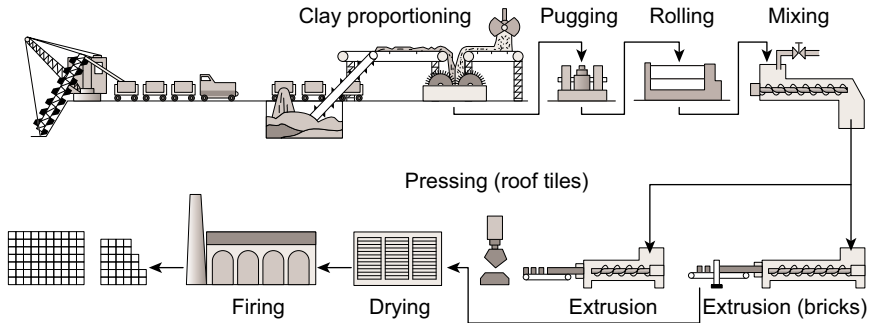 Clay proportioning
Pugging
Rolling
Mixing
Pressing (roof tiles)
Firing
Drying
Extrusion
Extrusion (bricks)